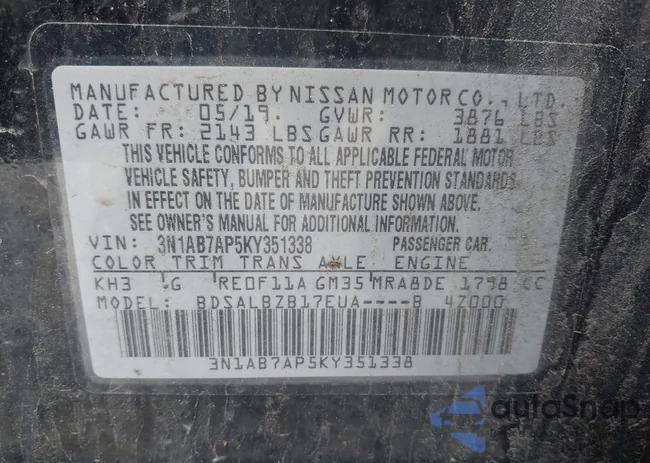 MANUFACTURED BY NISSAN MOTOR CO., LTD.
DATE: 05/19. GVWR: 3876 LBS
GAWR FR: 2143 LBS GAWR RR: 1881 LBS
THIS VEHICLE CONFORMS TO ALL APPLICABLE FEDERAL MOTOR
VEHICLE SAFETY, BUMPER AND THEFT PREVENTION STANDARDS
IN EFFECT ON THE DATE OF MANUFACTURE SHOWN ABOVE.
SEE OWNER'S MANUAL FOR ADDITIONAL INFORMATION.
VIN: 3N1AB7AP5KY351338 PASSENGER CAR.
COLOR TRIM TRANS AXLE ENGINE
KH3 G RE0F11A GM35 MRA8DE 1798 CC
MODEL: BDSALBZB17EUA----B 4Z000
3N1AB7AP5KY351338
autoSnap